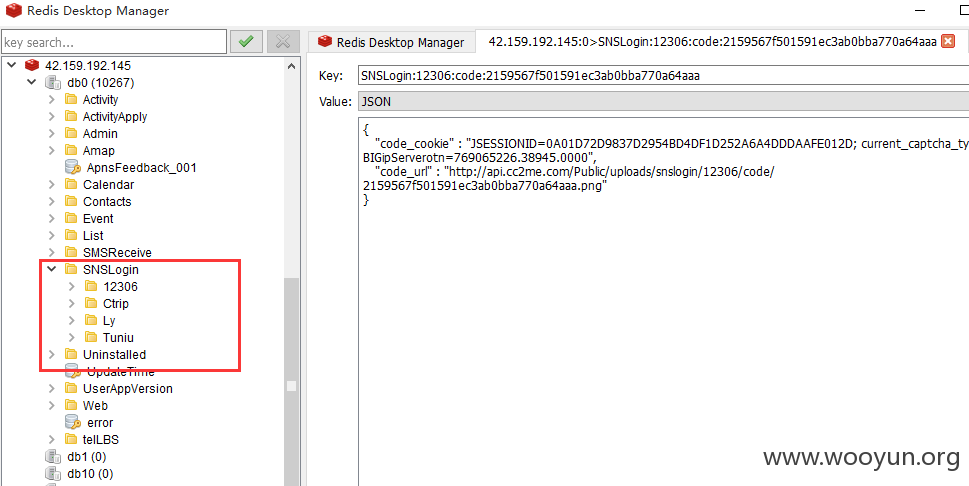 Redis Desktop Manager
key search...
Redis Desktop Manager
42.159.192.145:0>SNSLogin:12306:code:2159567f501591ec3ab0bba770a64aaa
42.159.192.145
db0 (10267)
Activity
ActivityApply
Admin
Amap
ApnsFeedback_001
Calendar
Contacts
Event
List
SMSReceive
SNSLogin
12306
Ctrip
Ly
Tuniu
Uninstalled
UpdateTime
UserAppVersion
Web
error
telLBS
db1 (0)
db10 (0)
Key:
SNSLogin:12306:code:2159567f501591ec3ab0bba770a64aaa
Value:
JSON
{
"code_cookie" : "JSESSIONID=0A01D72D9837D2954BD4DF1D252A6A4DDDAAFE012D; current_captcha_ty
BIGipServerotn=769065226.38945.0000",
"code_url" : "http://api.cc2me.com/Public/uploads/snslogin/12306/code/
2159567f501591ec3ab0bba770a64aaa.png"
}
www.wooyun.org